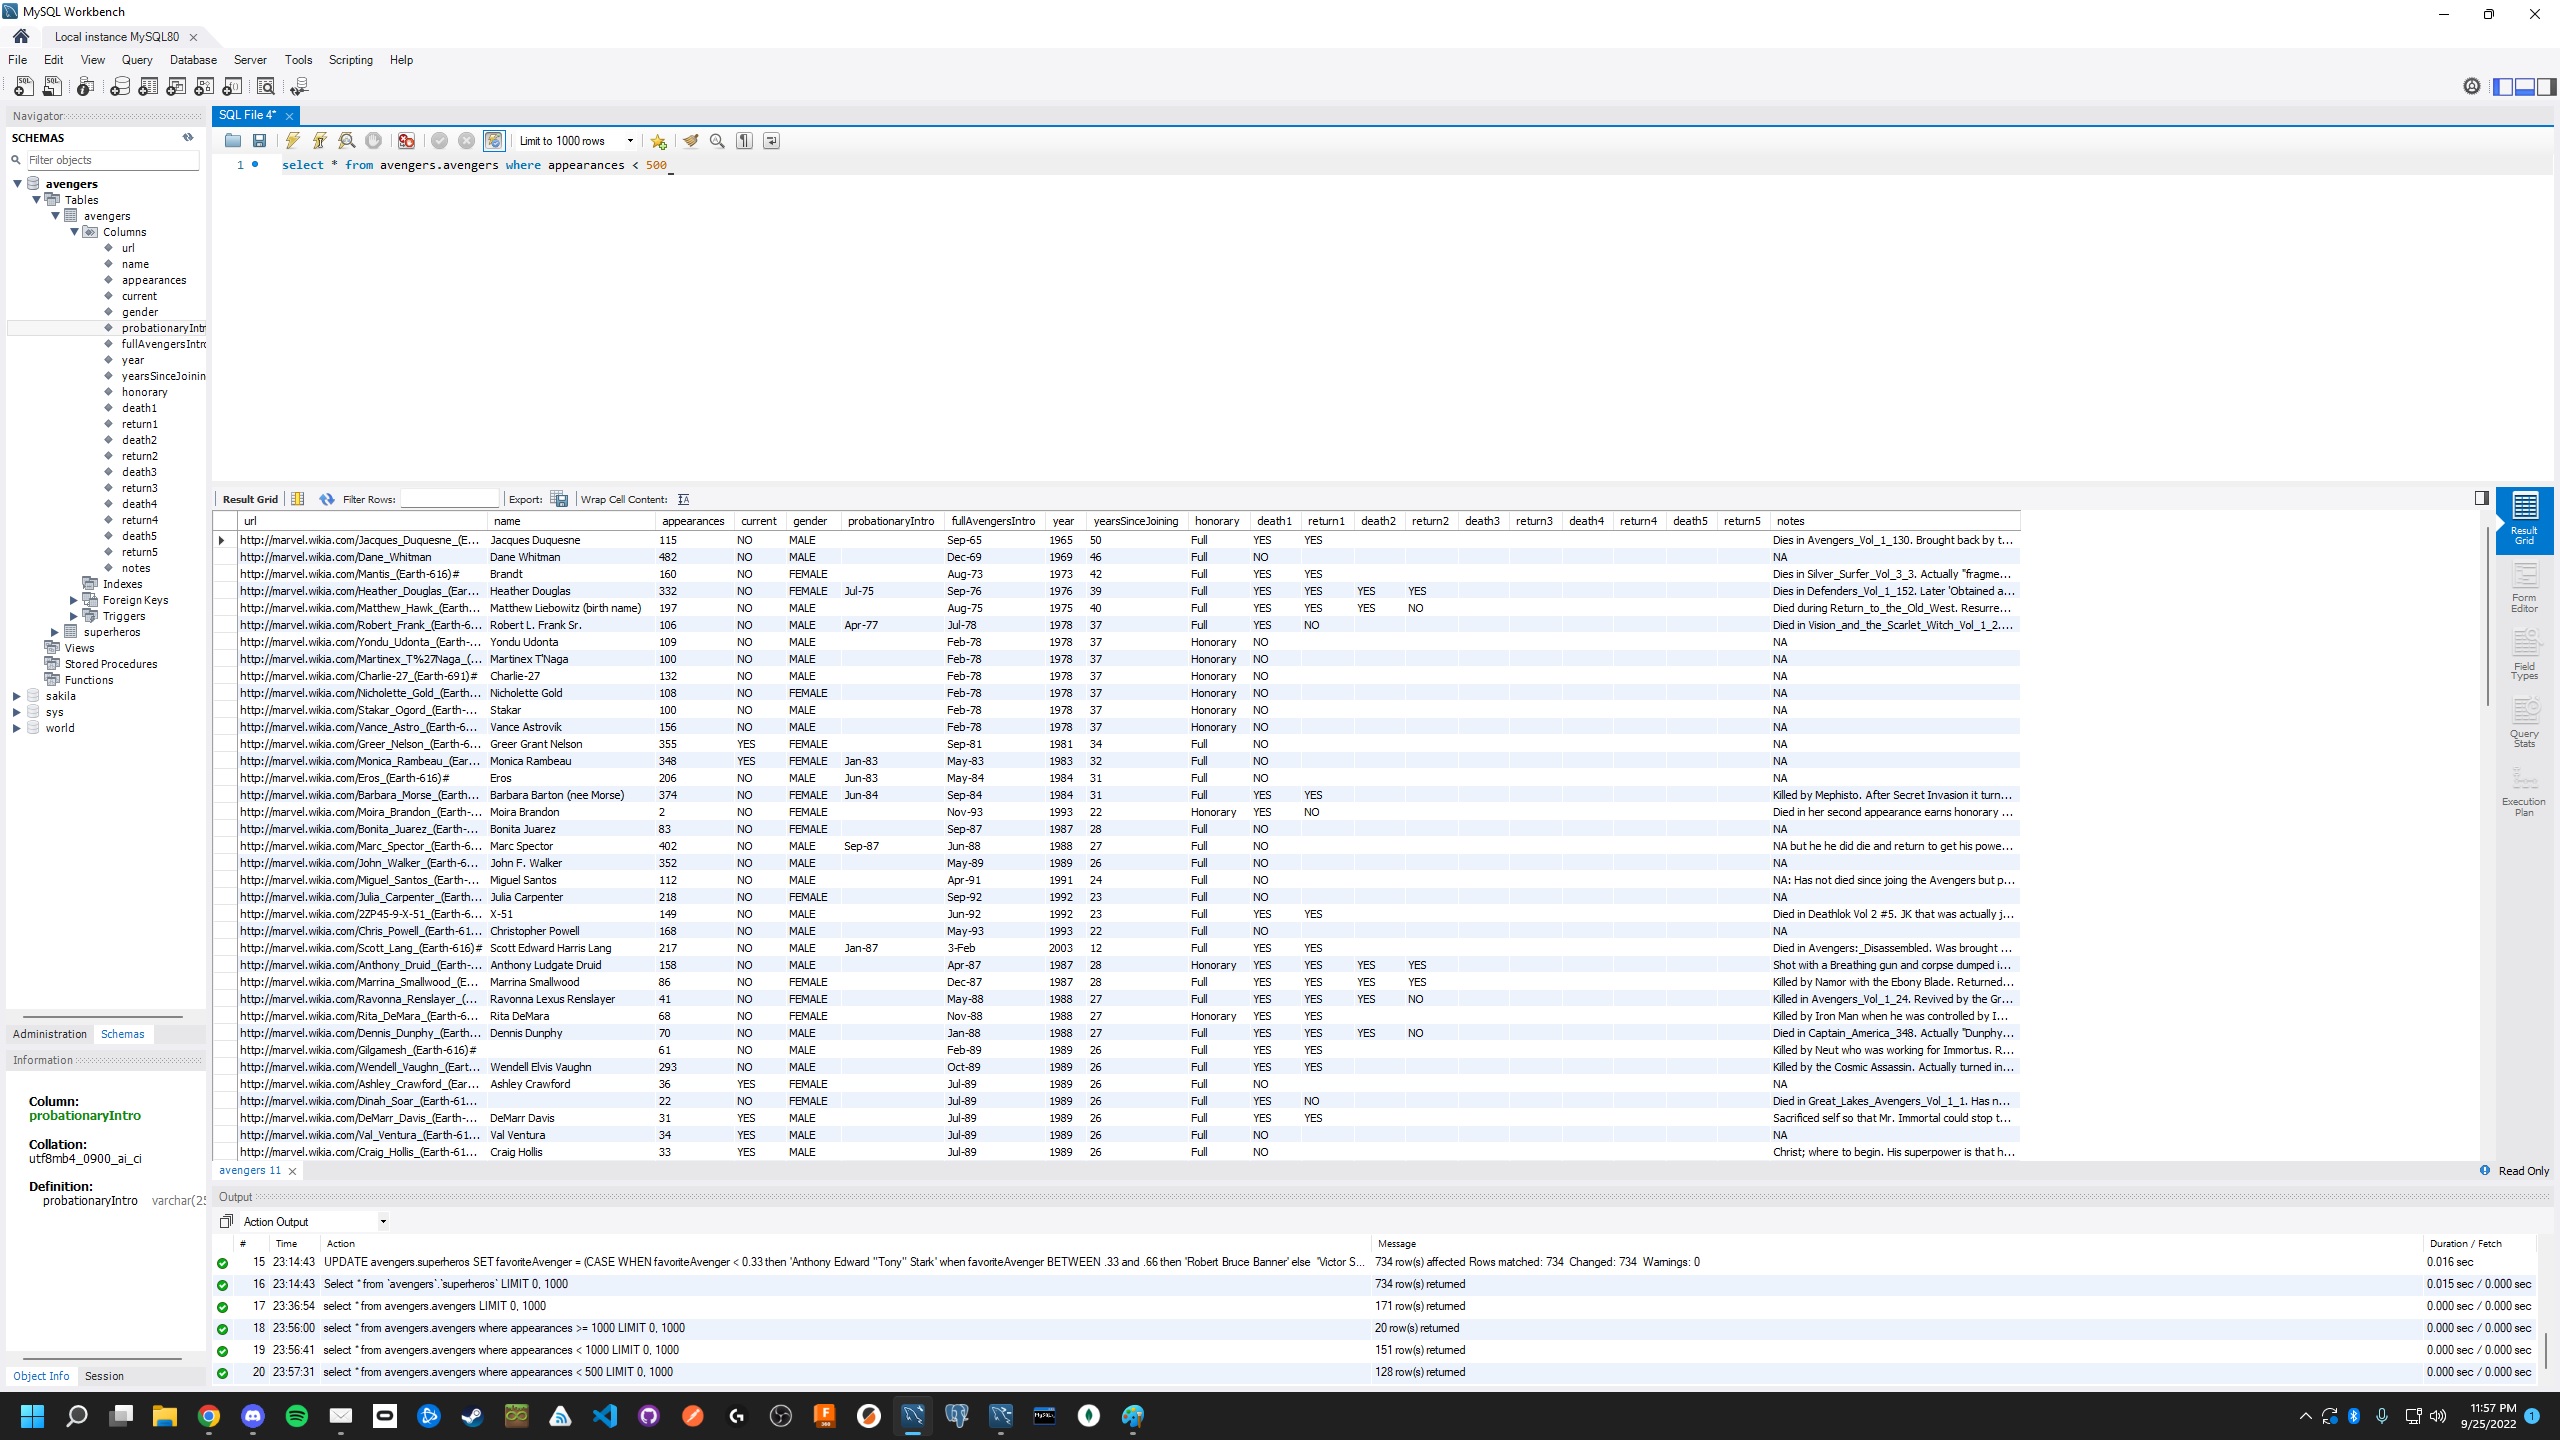 MySQL Workbench
Local instance MySQL80
File Edit View Query Database Server Tools Scripting Help
Navigator
SCHEMAS
Filter objects
avengers
Tables
avengers
Columns
url
name
appearances
current
gender
probationaryIntr
fullAvengersIntro
year
yearsSinceJoinin
honorary
death1
return1
death2
return2
death3
return3
death4
return4
death5
return5
notes
Indexes
Foreign Keys
Triggers
superheros
Views
Stored Procedures
Functions
sakila
sys
world
Administration Schemas
Information
Column:
probationaryIntro
Collation:
utf8mb4_0900_ai_ci
Definition:
probationaryIntro varchar(25
Object Info Session
SQL File 4*
Limit to 1000 rows
1 select * from avengers.avengers where appearances < 500
Result Grid Filter Rows: Export: Wrap Cell Content:
url name appearances current gender probationaryIntro fullAvengersIntro year yearsSinceJoining honorary death1 return1 death2 return2 death3 return3 death4 return4 death5 return5 notes
http://marvel.wikia.com/Jacques_Duquesne_(E... Jacques Duquesne 115 NO MALE Sep-65 1965 50 Full YES YES Dies in Avengers_Vol_1_130. Brought back by t...
http://marvel.wikia.com/Dane_Whitman Dane Whitman 482 NO MALE Dec-69 1969 46 Full NO NA
http://marvel.wikia.com/Mantis_(Earth-616)# Brandt 160 NO FEMALE Aug-73 1973 42 Full YES YES Dies in Silver_Surfer_Vol_3_3. Actually "fragme...
http://marvel.wikia.com/Heather_Douglas_(Ear... Heather Douglas 332 NO FEMALE Jul-75 Sep-76 1976 39 Full YES YES YES YES Dies in Defenders_Vol_1_152. Later 'Obtained a...
http://marvel.wikia.com/Matthew_Hawk_(Earth... Matthew Liebowitz (birth name) 197 NO MALE Aug-75 1975 40 Full YES YES YES NO Died during Return_to_the_Old_West. Resurre...
http://marvel.wikia.com/Robert_Frank_(Earth-6... Robert L. Frank Sr. 106 NO MALE Apr-77 Jul-78 1978 37 Full YES NO Died in Vision_and_the_Scarlet_Witch_Vol_1_2....
http://marvel.wikia.com/Yondu_Udonta_(Earth-... Yondu Udonta 109 NO MALE Feb-78 1978 37 Honorary NO NA
http://marvel.wikia.com/Martinex_T%27Naga_(... Martinex T'Naga 100 NO MALE Feb-78 1978 37 Honorary NO NA
http://marvel.wikia.com/Charlie-27_(Earth-691)# Charlie-27 132 NO MALE Feb-78 1978 37 Honorary NO NA
http://marvel.wikia.com/Nicholette_Gold_(Earth... Nicholette Gold 108 NO FEMALE Feb-78 1978 37 Honorary NO NA
http://marvel.wikia.com/Stakar_Ogord_(Earth-... Stakar 100 NO MALE Feb-78 1978 37 Honorary NO NA
http://marvel.wikia.com/Vance_Astro_(Earth-6... Vance Astrovik 156 NO MALE Feb-78 1978 37 Honorary NO NA
http://marvel.wikia.com/Greer_Nelson_(Earth-6... Greer Grant Nelson 355 YES FEMALE Sep-81 1981 34 Full NO NA
http://marvel.wikia.com/Monica_Rambeau_(Ear... Monica Rambeau 348 YES FEMALE Jan-83 May-83 1983 32 Full NO NA
http://marvel.wikia.com/Eros_(Earth-616)# Eros 206 NO MALE Jun-83 May-84 1984 31 Full NO NA
http://marvel.wikia.com/Barbara_Morse_(Earth... Barbara Barton (nee Morse) 374 NO FEMALE Jun-84 Sep-84 1984 31 Full YES YES Killed by Mephisto. After Secret Invasion it turn...
http://marvel.wikia.com/Moira_Brandon_(Earth-... Moira Brandon 2 NO FEMALE Nov-93 1993 22 Honorary YES NO Died in her second appearance earns honorary ...
http://marvel.wikia.com/Bonita_Juarez_(Earth-... Bonita Juarez 83 NO FEMALE Sep-87 1987 28 Full NO NA
http://marvel.wikia.com/Marc_Spector_(Earth-6... Marc Spector 402 NO MALE Sep-87 Jun-88 1988 27 Full NO NA but he he did die and return to get his powe...
http://marvel.wikia.com/John_Walker_(Earth-6... John F. Walker 352 NO MALE May-89 1989 26 Full NO NA
http://marvel.wikia.com/Miguel_Santos_(Earth-... Miguel Santos 112 NO MALE Apr-91 1991 24 Full NO NA: Has not died since joing the Avengers but p...
http://marvel.wikia.com/Julia_Carpenter_(Earth... Julia Carpenter 218 NO FEMALE Sep-92 1992 23 Full NO NA
http://marvel.wikia.com/2ZP45-9-X-51_(Earth-6... X-51 149 NO MALE Jun-92 1992 23 Full YES YES Died in Deathlok Vol 2 #5. JK that was actually j...
http://marvel.wikia.com/Chris_Powell_(Earth-61... Christopher Powell 168 NO MALE May-93 1993 22 Full NO NA
http://marvel.wikia.com/Scott_Lang_(Earth-616)# Scott Edward Harris Lang 217 NO MALE Jan-87 3-Feb 2003 12 Full YES YES Died in Avengers:_Disassembled. Was brought ...
http://marvel.wikia.com/Anthony_Druid_(Earth-... Anthony Ludgate Druid 158 NO MALE Apr-87 1987 28 Honorary YES YES YES YES Shot with a Breathing gun and corpse dumped i...
http://marvel.wikia.com/Marrina_Smallwood_(E... Marrina Smallwood 86 NO FEMALE Dec-87 1987 28 Full YES YES YES YES Killed by Namor with the Ebony Blade. Returned...
http://marvel.wikia.com/Ravonna_Renslayer_(... Ravonna Lexus Renslayer 41 NO FEMALE May-88 1988 27 Full YES YES YES NO Killed in Avengers_Vol_1_24. Revived by the Gr...
http://marvel.wikia.com/Rita_DeMara_(Earth-6... Rita DeMara 68 NO FEMALE Nov-88 1988 27 Honorary YES YES Killed by Iron Man when he was controlled by I...
http://marvel.wikia.com/Dennis_Dunphy_(Earth... Dennis Dunphy 70 NO MALE Jan-88 1988 27 Full YES YES YES NO Died in Captain_America_348. Actually "Dunphy...
http://marvel.wikia.com/Gilgamesh_(Earth-616)# 61 NO MALE Feb-89 1989 26 Full YES YES Killed by Neut who was working for Immortus. R...
http://marvel.wikia.com/Wendell_Vaughn_(Eart... Wendell Elvis Vaughn 293 NO MALE Oct-89 1989 26 Full YES YES Killed by the Cosmic Assassin. Actually turned in...
http://marvel.wikia.com/Ashley_Crawford_(Ear... Ashley Crawford 36 YES FEMALE Jul-89 1989 26 Full NO NA
http://marvel.wikia.com/Dinah_Soar_(Earth-61... 22 NO FEMALE Jul-89 1989 26 Full YES NO Died in Great_Lakes_Avengers_Vol_1_1. Has n...
http://marvel.wikia.com/DeMarr_Davis_(Earth-... DeMarr Davis 31 YES MALE Jul-89 1989 26 Full YES YES Sacrificed self so that Mr. Immortal could stop t...
http://marvel.wikia.com/Val_Ventura_(Earth-61... Val Ventura 34 YES MALE Jul-89 1989 26 Full NO NA
http://marvel.wikia.com/Craig_Hollis_(Earth-61... Craig Hollis 33 YES MALE Jul-89 1989 26 Full NO Christ; where to begin. His superpower is that h...
Result Grid
Form Editor
Field Types
Query Stats
Execution Plan
avengers 11
Read Only
Output
Action Output
# Time Action Message Duration / Fetch
15 23:14:43 UPDATE avengers.superheros SET favoriteAvenger = (CASE WHEN favoriteAvenger < 0.33 then 'Anthony Edward "Tony" Stark' when favoriteAvenger BETWEEN .33 and .66 then 'Robert Bruce Banner' else 'Victor S... 734 row(s) affected Rows matched: 734 Changed: 734 Warnings: 0 0.016 sec
16 23:14:43 Select * from `avengers`.`superheros` LIMIT 0, 1000 734 row(s) returned 0.015 sec / 0.000 sec
17 23:36:54 select * from avengers.avengers LIMIT 0, 1000 171 row(s) returned 0.000 sec / 0.000 sec
18 23:56:00 select * from avengers.avengers where appearances >= 1000 LIMIT 0, 1000 20 row(s) returned 0.000 sec / 0.000 sec
19 23:56:41 select * from avengers.avengers where appearances < 1000 LIMIT 0, 1000 151 row(s) returned 0.000 sec / 0.000 sec
20 23:57:31 select * from avengers.avengers where appearances < 500 LIMIT 0, 1000 128 row(s) returned 0.000 sec / 0.000 sec
11:57 PM
9/25/2022
1